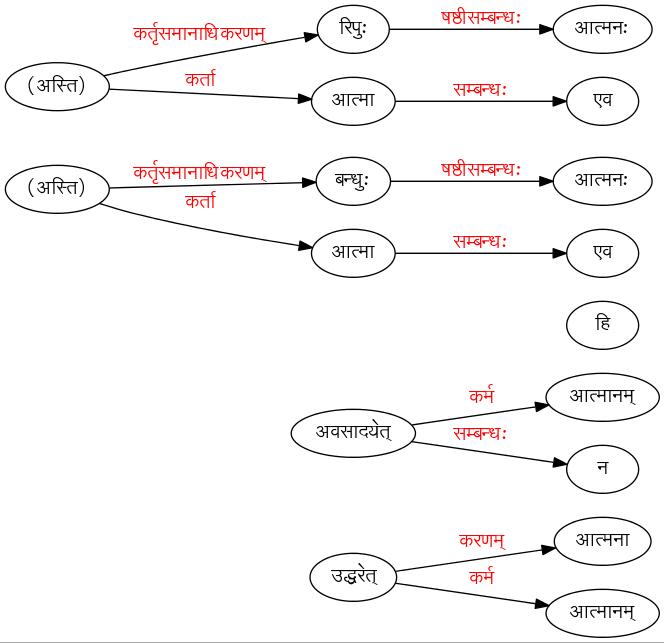 कर्तृसमानाधिकरणम् रिपुः षष्ठीसम्बन्धः आत्मनः
(अस्ति) कर्ता आत्मा सम्बन्धः एव
कर्तृसमानाधिकरणम् बन्धुः षष्ठीसम्बन्धः आत्मनः
(अस्ति) कर्ता आत्मा सम्बन्धः एव
हि
कर्म आत्मानम्
अवसादयेत् सम्बन्धः न
करणम् आत्मना
उद्धरेत् कर्म आत्मानम्